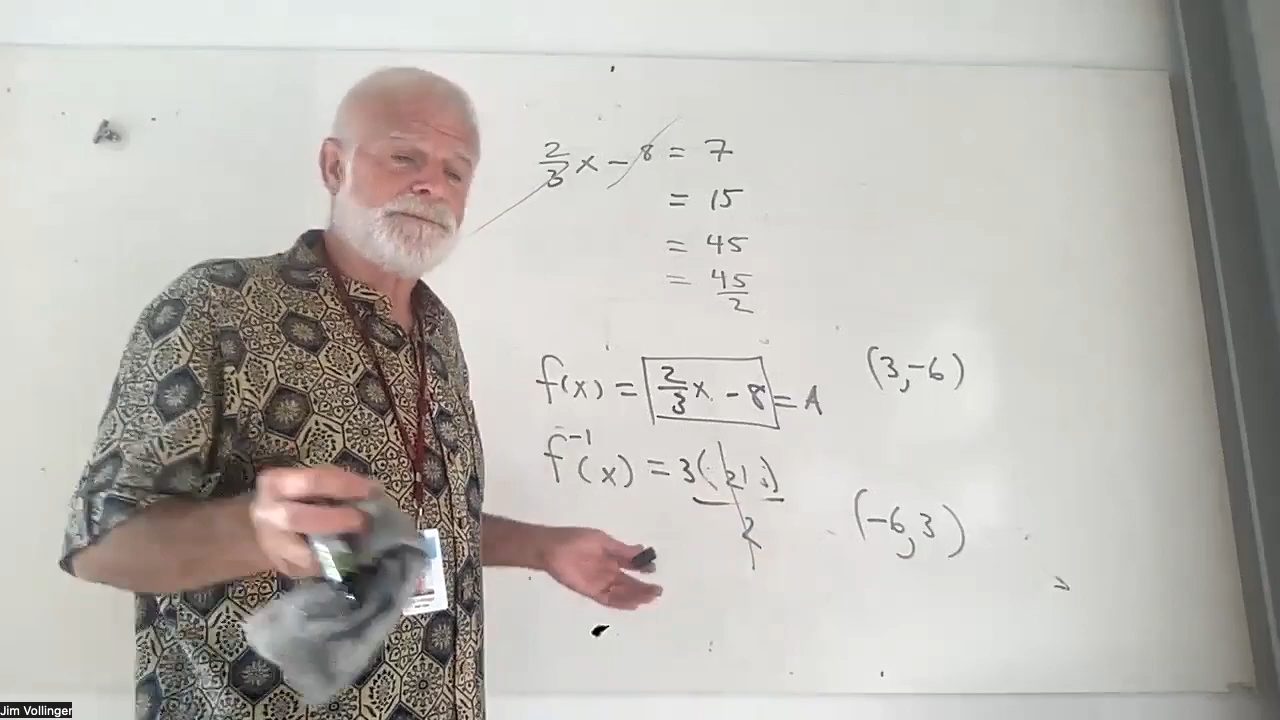 2/3 x - 8 = 7
= 15
= 45
= 45/2
f(x) = 2/3 x - 8 = A
(3, -6)
f⁻¹(x) = 3(
2
(-6, 3)
Jim Vollinger